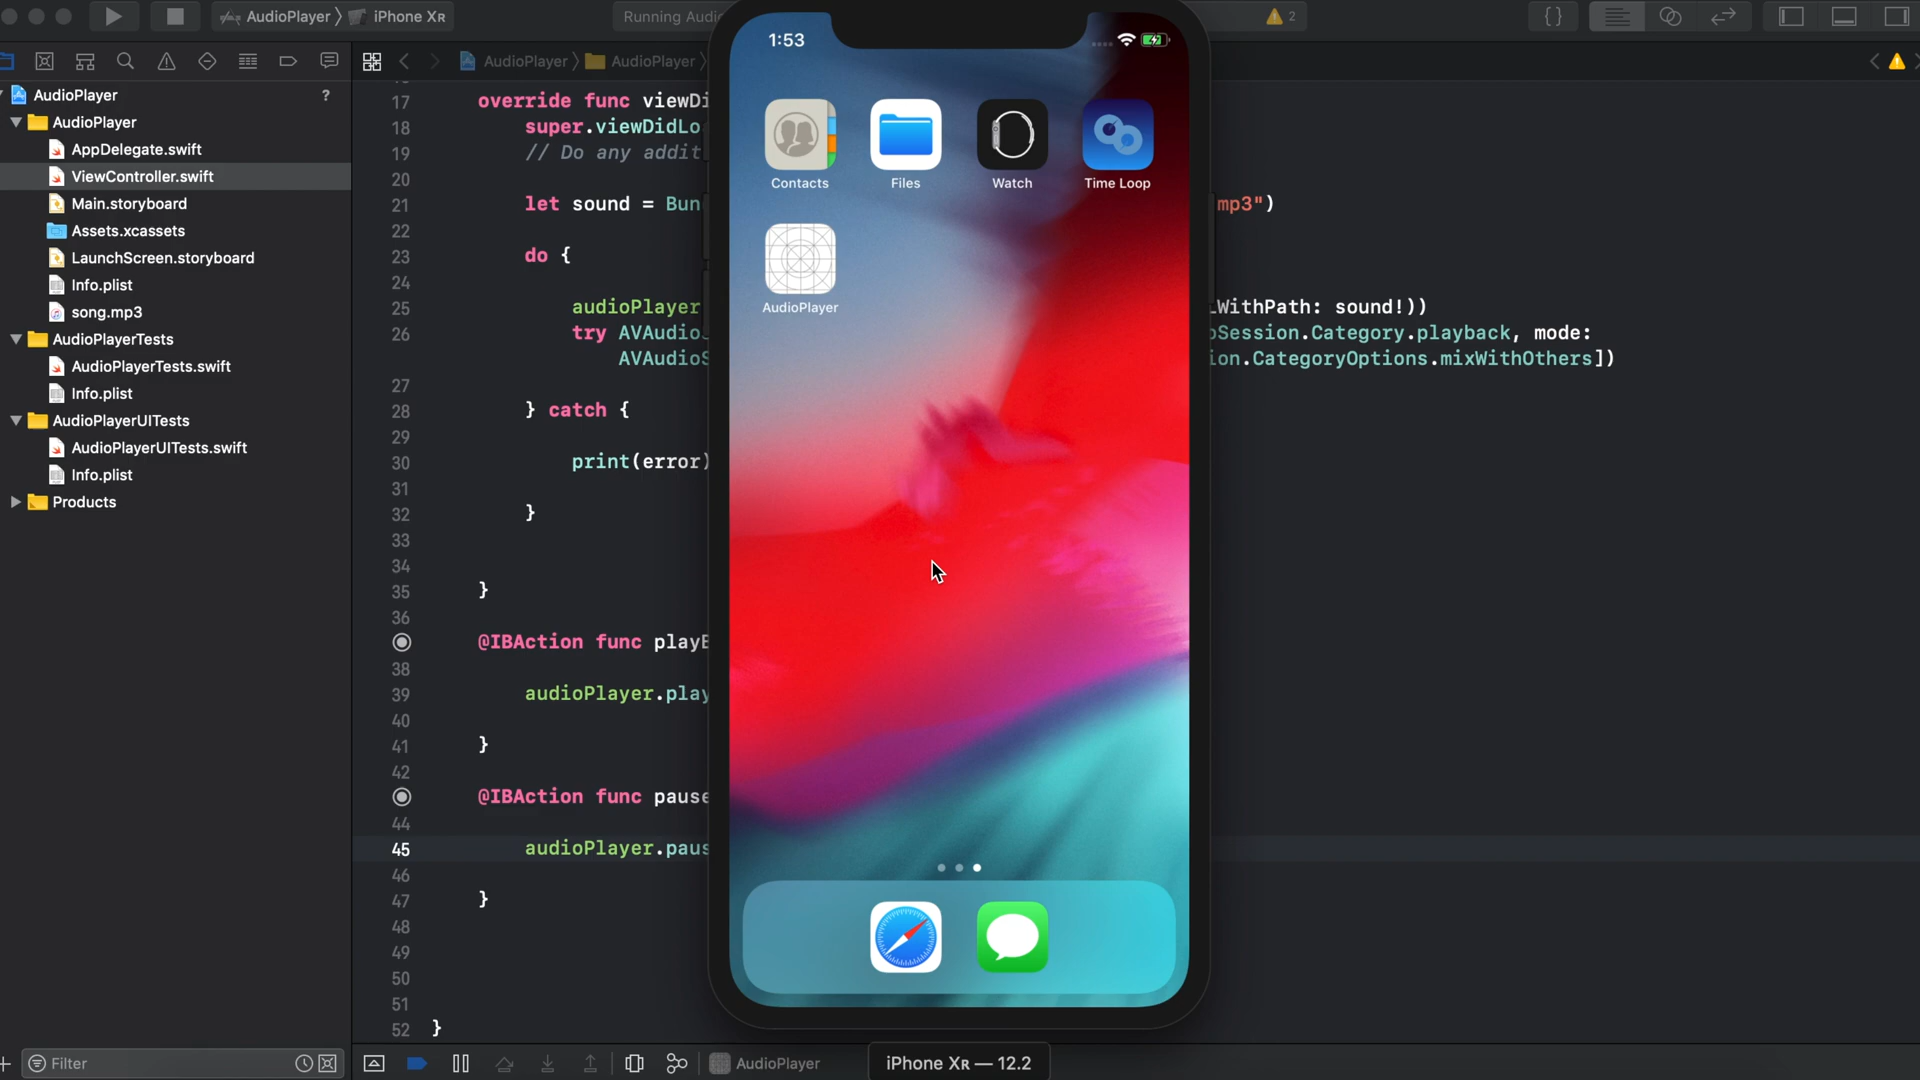 AudioPlayer
iPhone XR
Running Audio
2
AudioPlayer
AudioPlayer
AudioPlayer
?
AudioPlayer
AppDelegate.swift
ViewController.swift
Main.storyboard
Assets.xcassets
LaunchScreen.storyboard
Info.plist
song.mp3
AudioPlayerTests
AudioPlayerTests.swift
Info.plist
AudioPlayerUITests
AudioPlayerUITests.swift
Info.plist
Products
Filter
17 override func viewDi
18 super.viewDidLo
19 // Do any addit
20
21 let sound = Bun mp3")
22
23 do {
24
25 audioPlayer WithPath: sound!))
26 try AVAudio Session.Category.playback, mode:
AVAudioS ion.CategoryOptions.mixWithOthers])
27
28 } catch {
29
30 print(error)
31
32 }
33
34
35 }
36
@IBAction func play
38
39 audioPlayer.play
40
41 }
42
@IBAction func pause
44
45 audioPlayer.paus
46
47 }
48
49
50
51
52 }
1:53
Contacts
Files
Watch
Time Loop
AudioPlayer
AudioPlayer
iPhone XR — 12.2